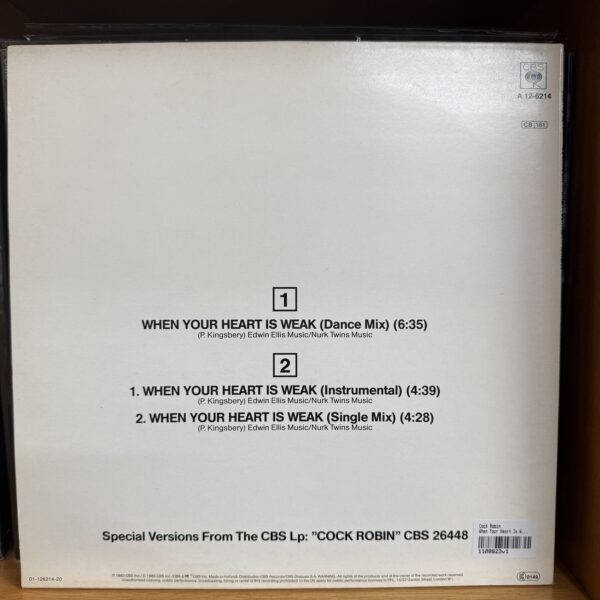 CBS
A 12-6214
CB 181
1
WHEN YOUR HEART IS WEAK (Dance Mix) (6:35)
(P. Kingsbery) Edwin Ellis Music/Nurk Twins Music
2
1. WHEN YOUR HEART IS WEAK (Instrumental) (4:39)
(P. Kingsbery) Edwin Ellis Music/Nurk Twins Music
2. WHEN YOUR HEART IS WEAK (Single Mix) (4:28)
(P. Kingsbery) Edwin Ellis Music/Nurk Twins Music
Special Versions From The CBS Lp: ”COCK ROBIN” CBS 26448
Cock Robin
When Your Heart Is W
1109823v1
01-126214-20